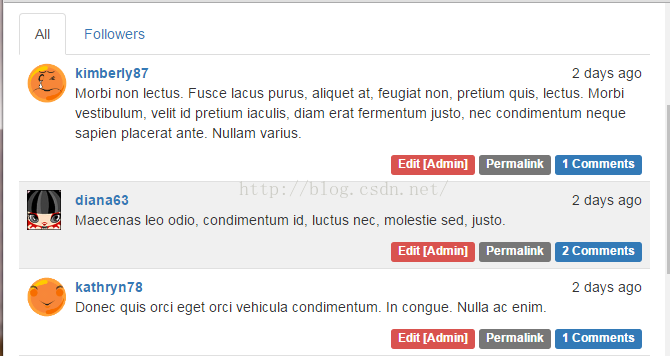 All Followers
kimberly87 2 days ago
Morbi non lectus. Fusce lacus purus, aliquet at, feugiat non, pretium quis, lectus. Morbi
vestibulum, velit id pretium iaculis, diam erat fermentum justo, nec condimentum neque
sapien placerat ante. Nullam varius.
Edit [Admin] Permalink 1 Comments
http://blog.csdn.net/
diana63 2 days ago
Maecenas leo odio, condimentum id, luctus nec, molestie sed, justo.
Edit [Admin] Permalink 2 Comments
kathryn78 2 days ago
Donec quis orci eget orci vehicula condimentum. In congue. Nulla ac enim.
Edit [Admin] Permalink 1 Comments